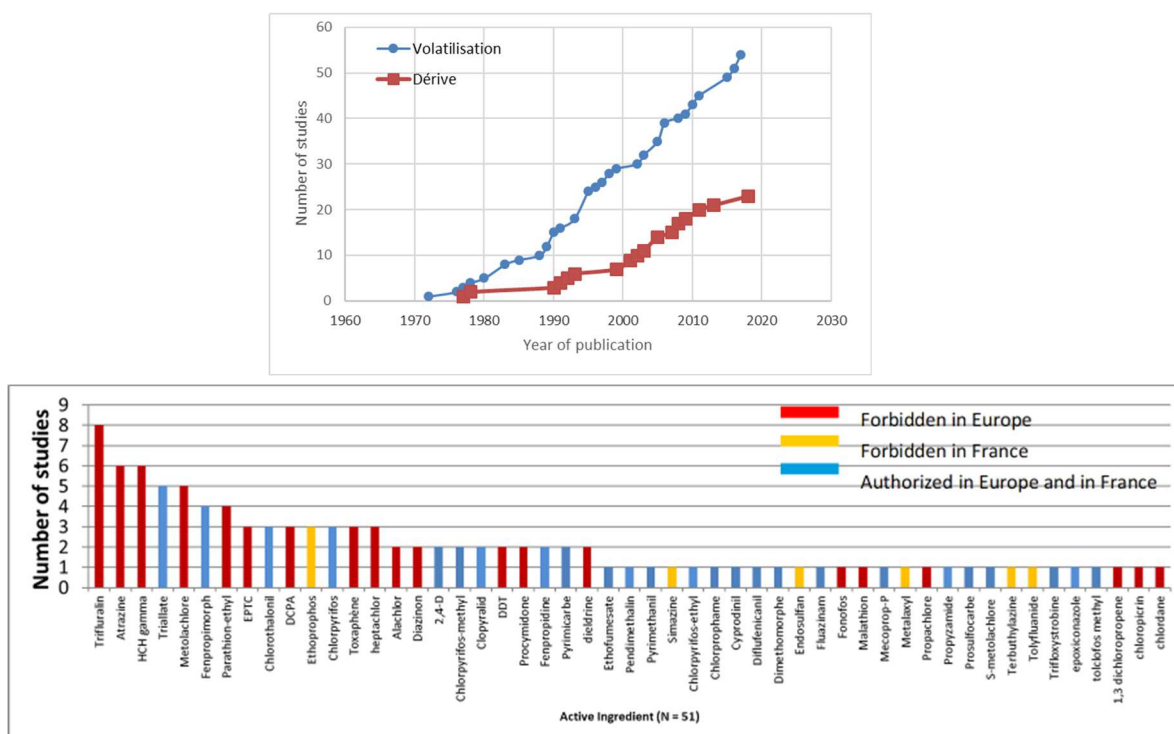 60
50
40
30
20
10
0
Number of studies
Volatilisation
Dérive
1960 1970 1980 1990 2000 2010 2020 2030
Year of publication
9
8
7
6
5
4
3
2
1
0
Number of studies
Forbidden in Europe
Forbidden in France
Authorized in Europe and in France
Trifluralin
Atrazine
HCH gamma
Triallate
Metolachlore
Fenpropimorph
Parathion-ethyl
EPTC
Chlorothalonil
DCPA
Ethoprophos
Chlorpyrifos
Toxaphène
heptachlor
Alachlor
Diazinon
2,4-D
Chlorpyrifos-methyl
Clopyralid
DDT
Procymidone
Fenpropidine
Pyrimicarbe
dieldrine
Ethofumesate
Pendimethalin
Pyrimethanil
Simazine
Chlorpyrifos-ethyl
Chlorprophame
Cyprodinil
Diflufenicanil
Dimethomorphe
Endosulfan
Fluazinam
Fonofos
Malathion
Mecoprop-P
Metalaxyl
Propachlore
Propyzamide
Prosulfocarbe
S-metolachlore
Terbuthylazine
Tolyfluanide
Trifloxystrobine
epoxiconazole
tolclofos methyl
1,3 dichloropropene
chloropicrin
chlordane
Active Ingredient (N = 51)